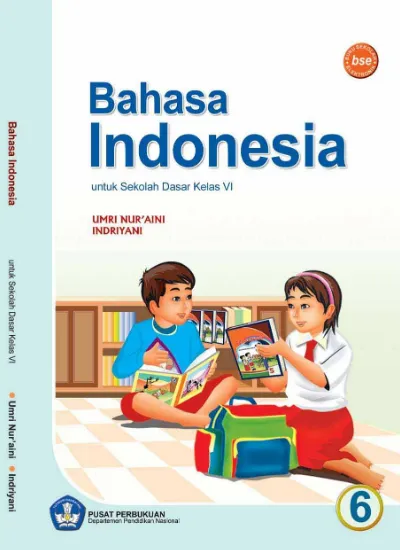 Bahasa Indonesia
untuk Sekolah Dasar Kelas VI
Umri Nur'aini
Indriyani
bse
Bahasa
Indonesia
untuk Sekolah Dasar Kelas VI
UMRI NUR'AINI
INDRIYANI
6
PUSAT PERBUKUAN
Departemen Pendidikan Nasional